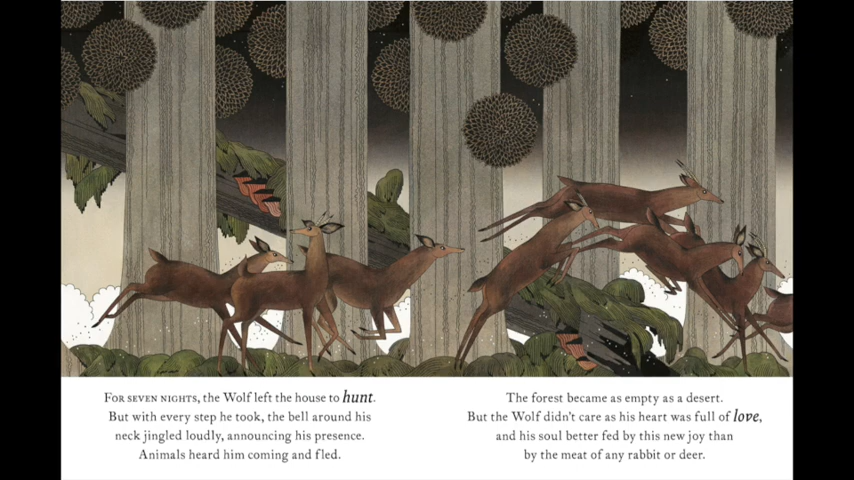 FOR SEVEN NIGHTS, the Wolf left the house to hunt.
But with every step he took, the bell around his
neck jingled loudly, announcing his presence.
Animals heard him coming and fled.
The forest became as empty as a desert.
But the Wolf didn't care as his heart was full of love,
and his soul better fed by this new joy than
by the meat of any rabbit or deer.